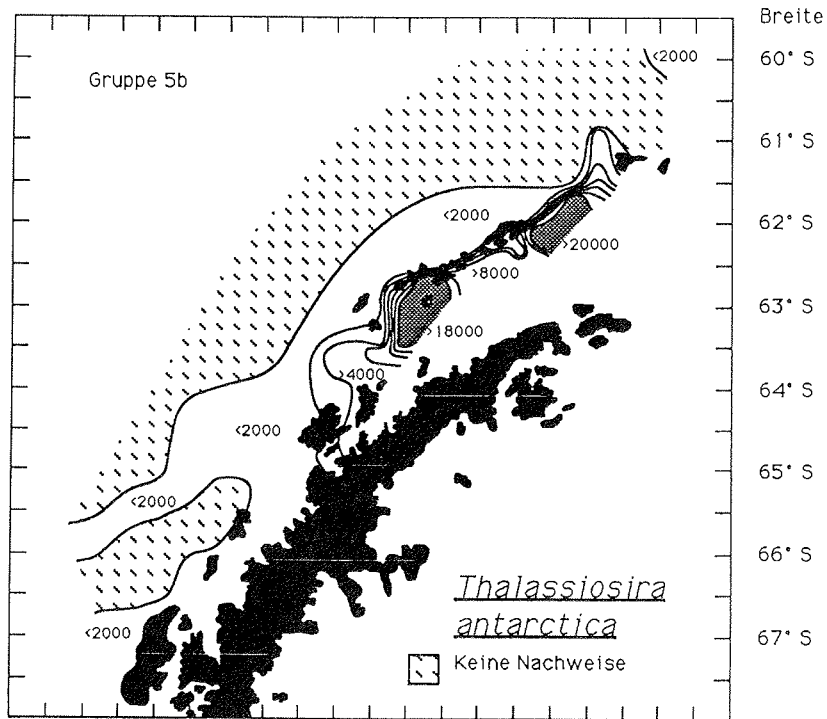 Breite
<2000
60° S
Gruppe 5b
61° S
<2000
62° S
>20000
>8000
63° S
>18000
>4000
64° S
<2000
65° S
<2000
66° S
Thalassiosira
antarctica
<2000
67° S
Keine Nachweise